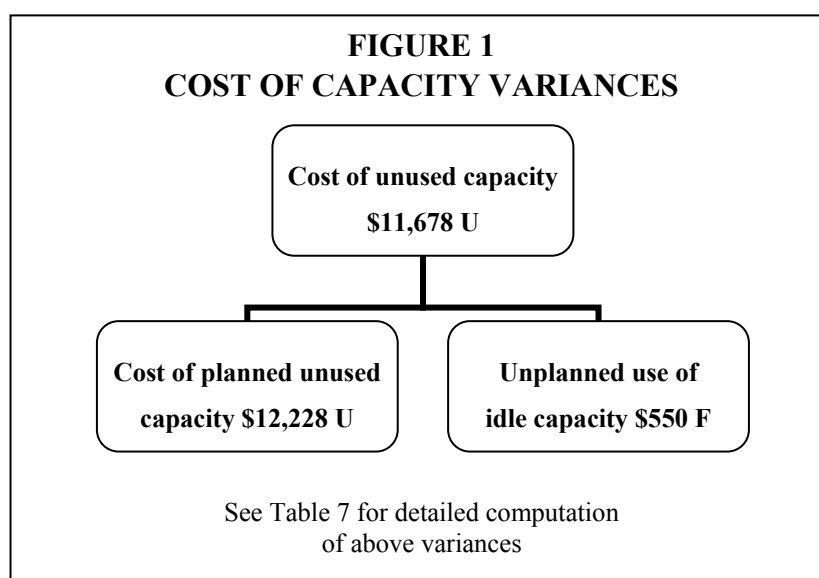 FIGURE 1
COST OF CAPACITY VARIANCES
Cost of unused capacity
$11,678 U
Cost of planned unused
capacity $12,228 U
Unplanned use of
idle capacity $550 F
See Table 7 for detailed computation
of above variances